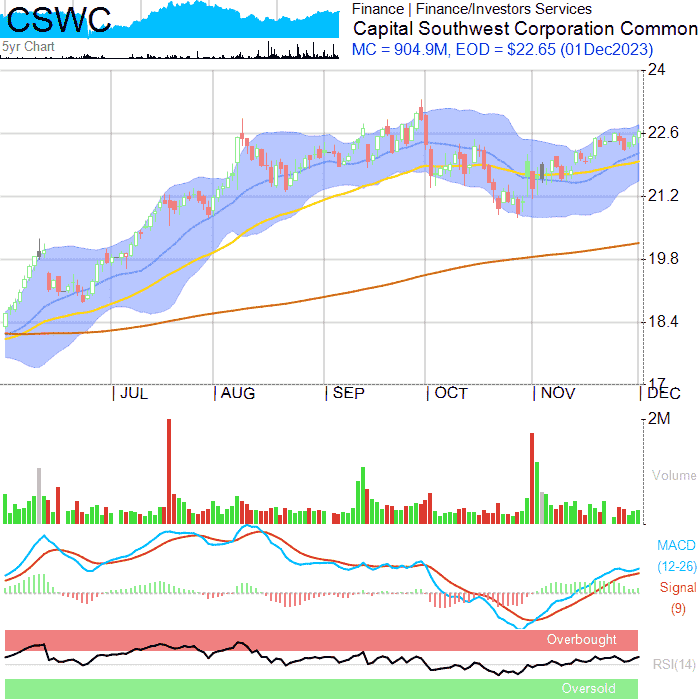 CSWC
5yr Chart
Finance | Finance/Investors Services
Capital Southwest Corporation Common
MC = 904.9M, EOD = $22.65 (01Dec2023)
24
22.6
21.2
19.8
18.4
17
JUL AUG SEP OCT NOV DEC
2M
Volume
MACD
(12-26)
Signal
(9)
Overbought
RSI(14)
Oversold